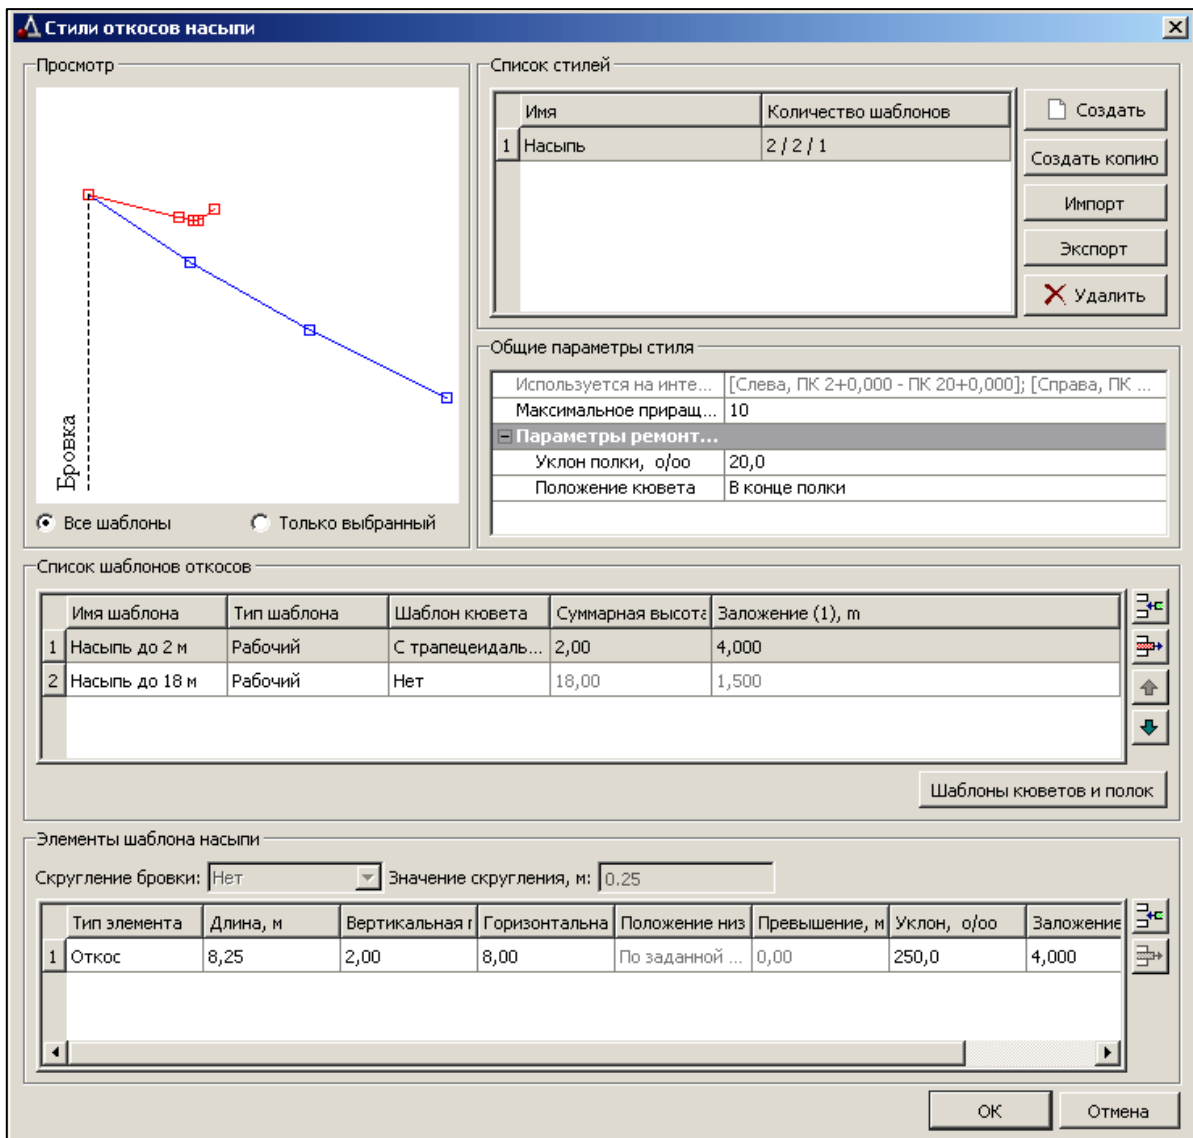 Стили откосов насыпи
Просмотр
Бровка
Все шаблоны Только выбранный
Список стилей
Имя Количество шаблонов
1 Насыпь 2 / 2 / 1
Создать
Создать копию
Импорт
Экспорт
Удалить
Общие параметры стиля
Используется на инте... [Слева, ПК 2+0,000 - ПК 20+0,000]; [Справа, ПК ...
Максимальное приращ... 10
Параметры ремонт...
Уклон полки, о/оо 20,0
Положение кювета В конце полки
Список шаблонов откосов
Имя шаблона Тип шаблона Шаблон кювета Суммарная высота Заложение (1), m
1 Насыпь до 2 м Рабочий С трапецеидаль... 2,00 4,000
2 Насыпь до 18 м Рабочий Нет 18,00 1,500
Шаблоны кюветов и полок
Элементы шаблона насыпи
Скругление бровки: Нет Значение скругления, м: 0.25
Тип элемента Длина, м Вертикальная г Горизонтальна Положение низ Превышение, м Уклон, о/оо Заложение
1 Откос 8,25 2,00 8,00 По заданной ... 0,00 250,0 4,000
ОК Отмена